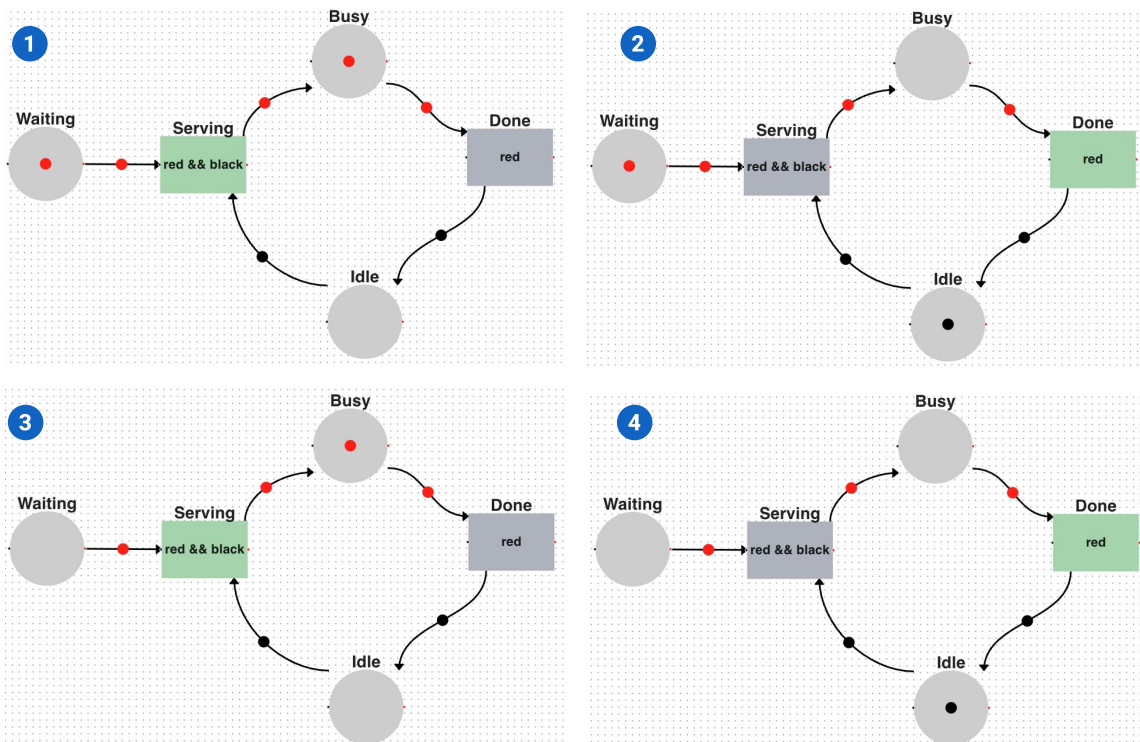 1
Busy
Waiting
Serving
red && black
Done
red
Idle
2
Busy
Waiting
Serving
red && black
Done
red
Idle
3
Busy
Waiting
Serving
red && black
Done
red
Idle
4
Busy
Waiting
Serving
red && black
Done
red
Idle